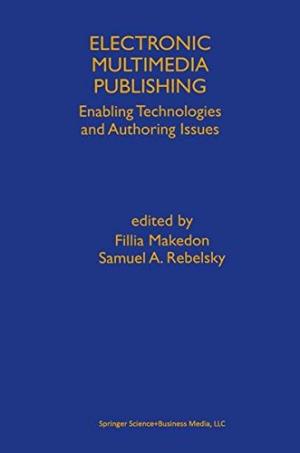 ELECTRONIC
MULTIMEDIA
PUBLISHING
Enabling Technologies
and Authoring Issues
edited by
Fillia Makedon
Samuel A. Rebelsky
Springer Science+Business Media, LLC